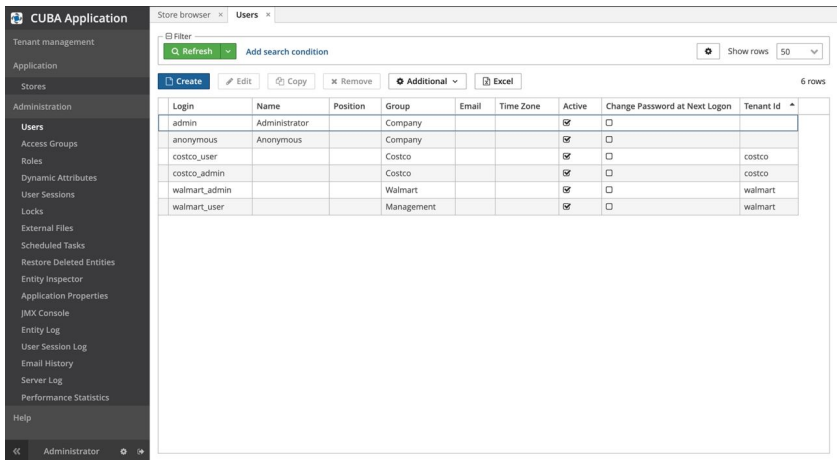 CUBA Application
Tenant management
Application
Stores
Administration
Users
Access Groups
Roles
Dynamic Attributes
User Sessions
Locks
External Files
Scheduled Tasks
Restore Deleted Entities
Entity Inspector
Application Properties
JMX Console
Entity Log
User Session Log
Email History
Server Log
Performance Statistics
Help
Administrator
Store browser × Users ×
Filter
Refresh Add search condition Show rows 50
Create Edit Copy Remove Additional Excel 6 rows
Login Name Position Group Email Time Zone Active Change Password at Next Logon Tenant Id
admin Administrator Company
anonymous Anonymous Company
costco_user Costco costco
costco_admin Costco costco
walmart_admin Walmart walmart
walmart_user Management walmart